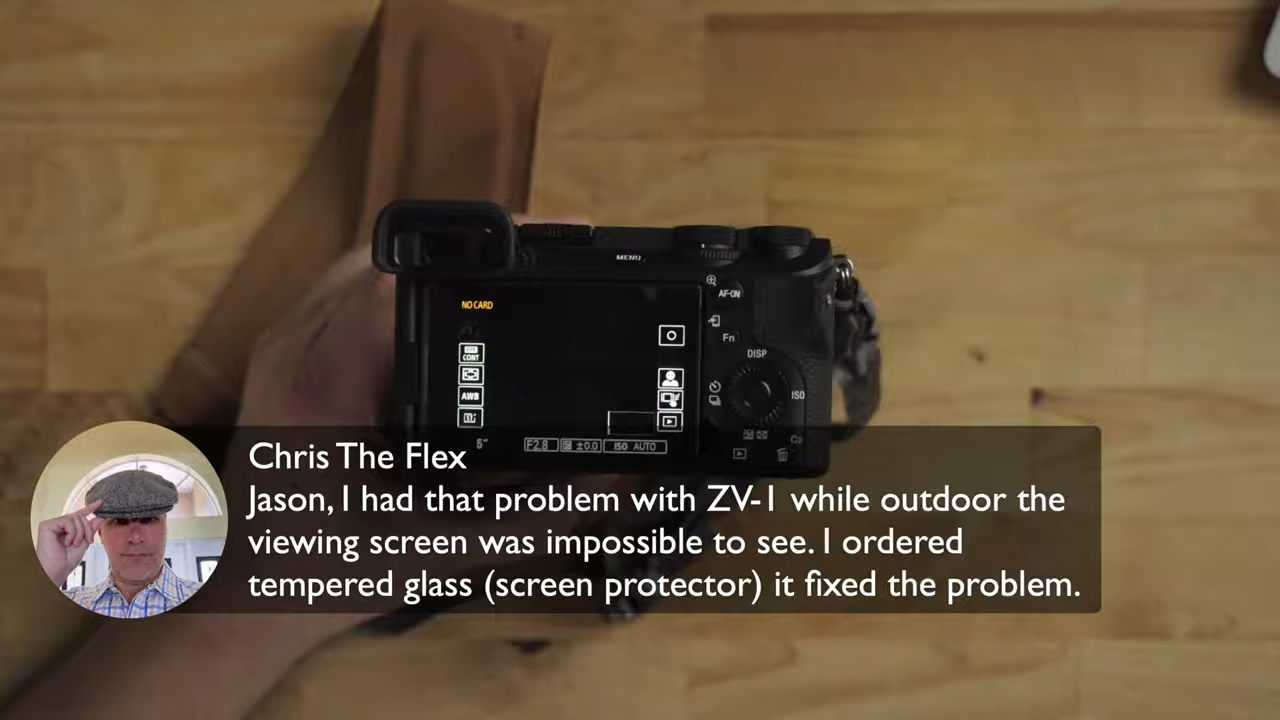 MENU
AF-ON
NO CARD
Fn
DISP
CONT
AWB
ISO
5"
F2.8
±0.0
ISO AUTO
Chris The Flex
Jason, I had that problem with ZV-1 while outdoor the
viewing screen was impossible to see. I ordered
tempered glass (screen protector) it fixed the problem.